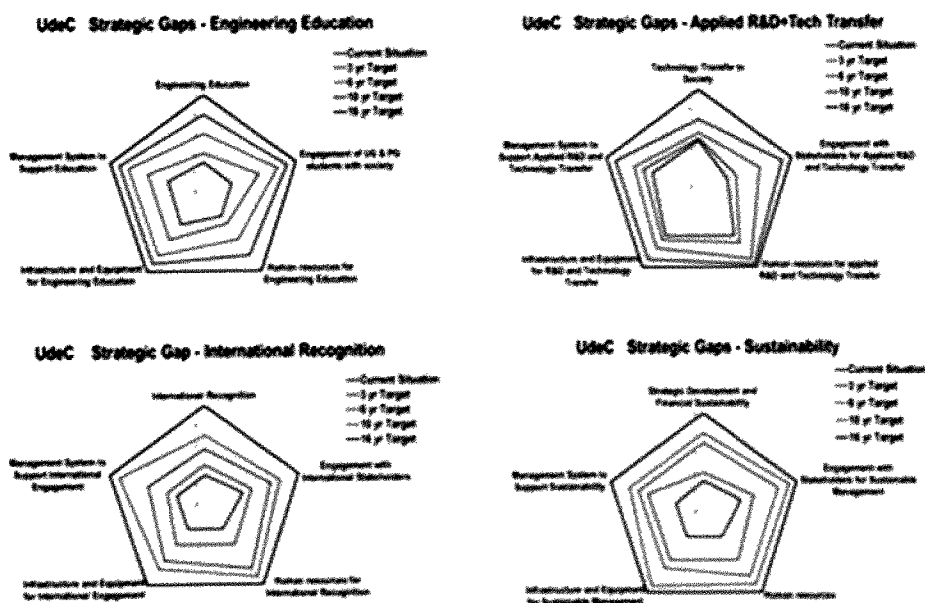 UdeC Strategic Gaps - Engineering Education
Current Situation
3 yr Target
6 yr Target
10 yr Target
15 yr Target
Engineering Education
Management System to
Support Education
Engagement of UG & PG
students with society
Infrastructure and Equipment
for Engineering Education
Human resources for
Engineering Education
UdeC Strategic Gaps - Applied R&D+Tech Transfer
Current Situation
3 yr Target
6 yr Target
10 yr Target
15 yr Target
Technology Transfer to
Society
Management System to
Support Applied R&D and
Technology Transfer
Engagement with
Stakeholders for Applied R&D
and Technology Transfer
Infrastructure and Equipment
for R&D and Technology
Transfer
Human resources for applied
R&D and Technology Transfer
UdeC Strategic Gap - International Recognition
Current Situation
3 yr Target
6 yr Target
10 yr Target
15 yr Target
International Recognition
Management System to
Support International
Engagement
Engagement with
International Stakeholders
Infrastructure and Equipment
for International Engagement
Human resources for
International Recognition
UdeC Strategic Gaps - Sustainability
Current Situation
3 yr Target
6 yr Target
10 yr Target
15 yr Target
Strategic Development and
Financial Sustainability
Management System to
Support Sustainability
Engagement with
Stakeholders for Sustainable
Management
Infrastructure and Equipment
for Sustainable Management
Human resources